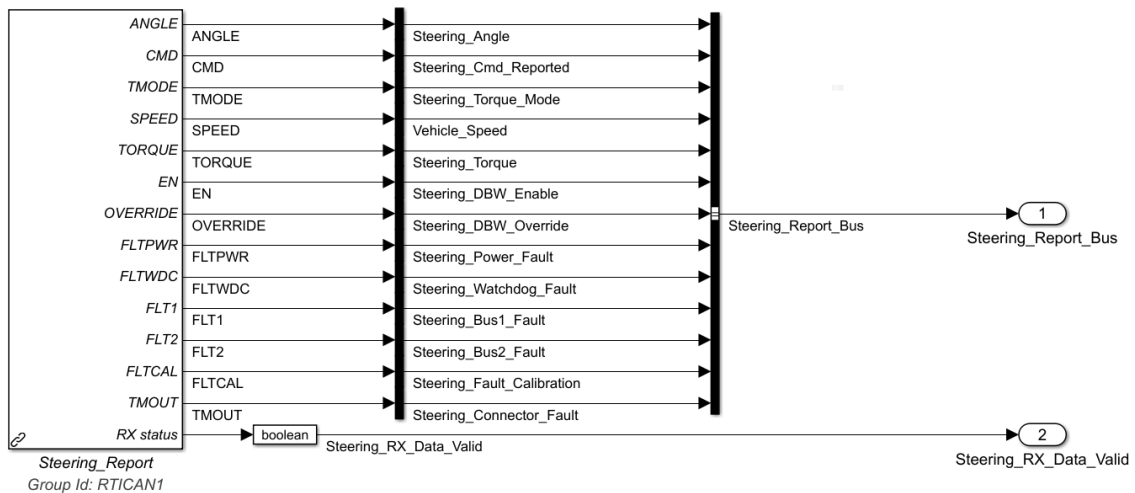 ANGLE
ANGLE
Steering_Angle
CMD
CMD
Steering_Cmd_Reported
TMODE
TMODE
Steering_Torque_Mode
SPEED
SPEED
Vehicle_Speed
TORQUE
TORQUE
Steering_Torque
EN
EN
Steering_DBW_Enable
OVERRIDE
OVERRIDE
Steering_DBW_Override
Steering_Report_Bus
1
Steering_Report_Bus
FLTPWR
FLTPWR
Steering_Power_Fault
FLTWDC
FLTWDC
Steering_Watchdog_Fault
FLT1
FLT1
Steering_Bus1_Fault
FLT2
FLT2
Steering_Bus2_Fault
FLTCAL
FLTCAL
Steering_Fault_Calibration
TMOUT
TMOUT
Steering_Connector_Fault
RX status
boolean
Steering_RX_Data_Valid
2
Steering_RX_Data_Valid
Steering_Report
Group Id: RTICAN1